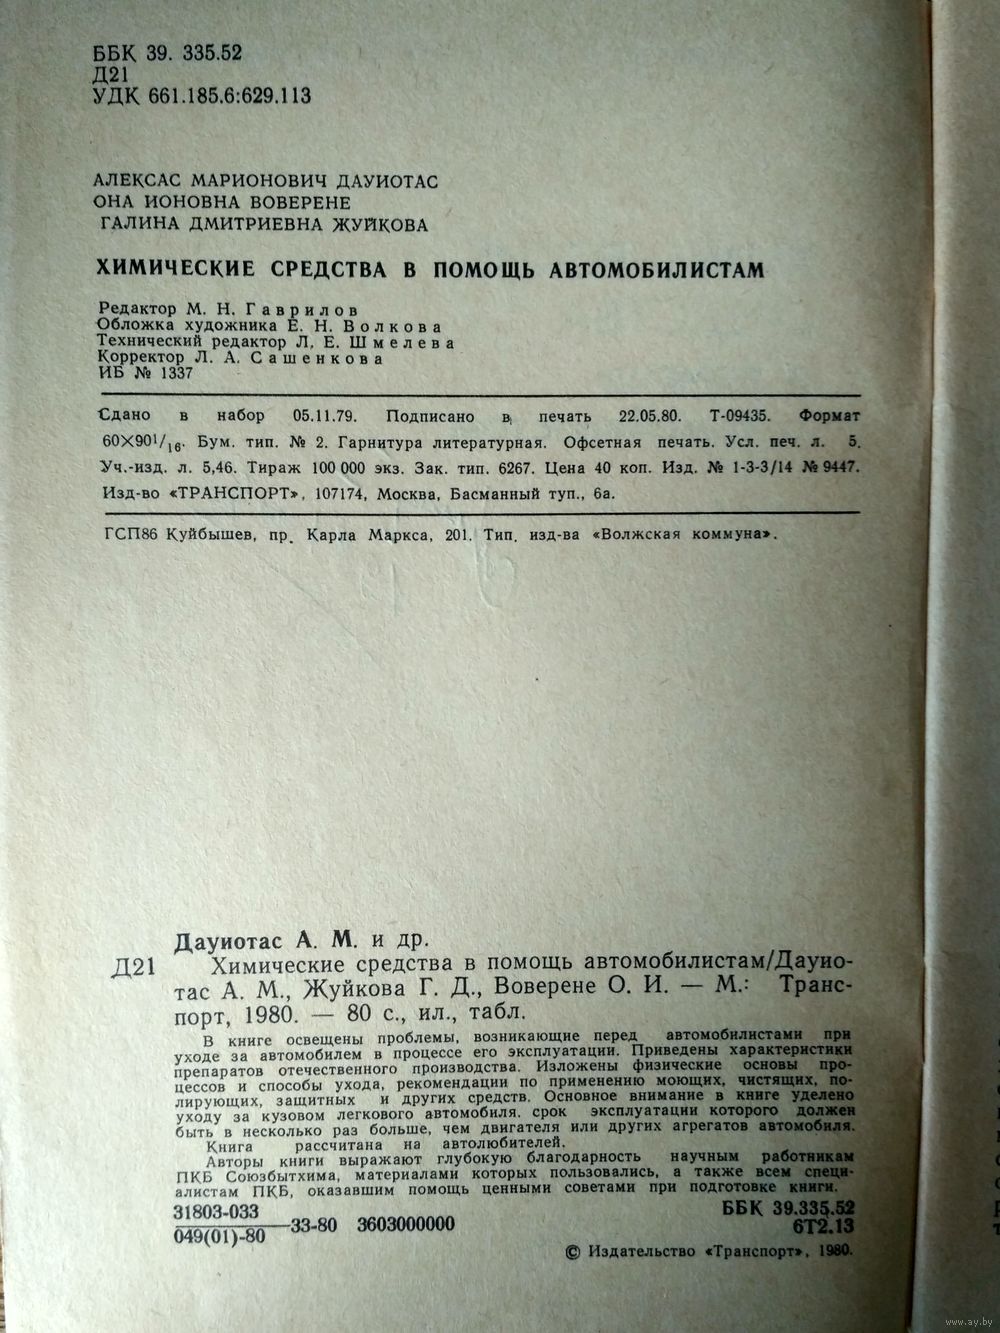 ББК 39. 335.52
Д21
УДК 661.185.6:629.113
АЛЕКСАС МАРИОНОВИЧ ДАУИОТАС
ОНА ИОНОВНА ВОВЕРЕНЕ
ГАЛИНА ДМИТРИЕВНА ЖУЙКОВА
ХИМИЧЕСКИЕ СРЕДСТВА В ПОМОЩЬ АВТОМОБИЛИСТАМ
Редактор М. Н. Гаврилов
Обложка художника Е. Н. Волкова
Технический редактор Л. Е. Шмелева
Корректор Л. А. Сашенкова
ИБ № 1337
Сдано в набор 05.11.79. Подписано в печать 22.05.80. Т-09435. Формат
60×90¹/₁₆. Бум. тип. № 2. Гарнитура литературная. Офсетная печать. Усл. печ. л. 5.
Уч.-изд. л. 5,46. Тираж 100 000 экз. Зак. тип. 6267. Цена 40 коп. Изд. № 1-3-3/14 № 9447.
Изд-во «ТРАНСПОРТ», 107174, Москва, Басманный туп., 6а.
ГСП86 Куйбышев, пр. Карла Маркса, 201. Тип. изд-ва «Волжская коммуна».
Дауиотас А. М. и др.
Д21 Химические средства в помощь автомобилистам/Дауио-
тас А. М., Жуйкова Г. Д., Воверене О. И. — М.: Транс-
порт, 1980. — 80 с., ил., табл.
В книге освещены проблемы, возникающие перед автомобилистами при
уходе за автомобилем в процессе его эксплуатации. Приведены характеристики
препаратов отечественного производства. Изложены физические основы про-
цессов и способы ухода, рекомендации по применению моющих, чистящих, по-
лирующих, защитных и других средств. Основное внимание в книге уделено
уходу за кузовом легкового автомобиля. срок эксплуатации которого должен
быть в несколько раз больше, чем двигателя или других агрегатов автомобиля.
Книга рассчитана на автолюбителей.
Авторы книги выражают глубокую благодарность научным работникам
ПКБ Союзбытхима, материалами которых пользовались, а также всем специ-
алистам ПКБ, оказавшим помощь ценными советами при подготовке книги.
31803-033
049(01)-80
33-80 3603000000
ББК 39.335.52
6Т2.13
© Издательство «Транспорт», 1980.
www.ay.by